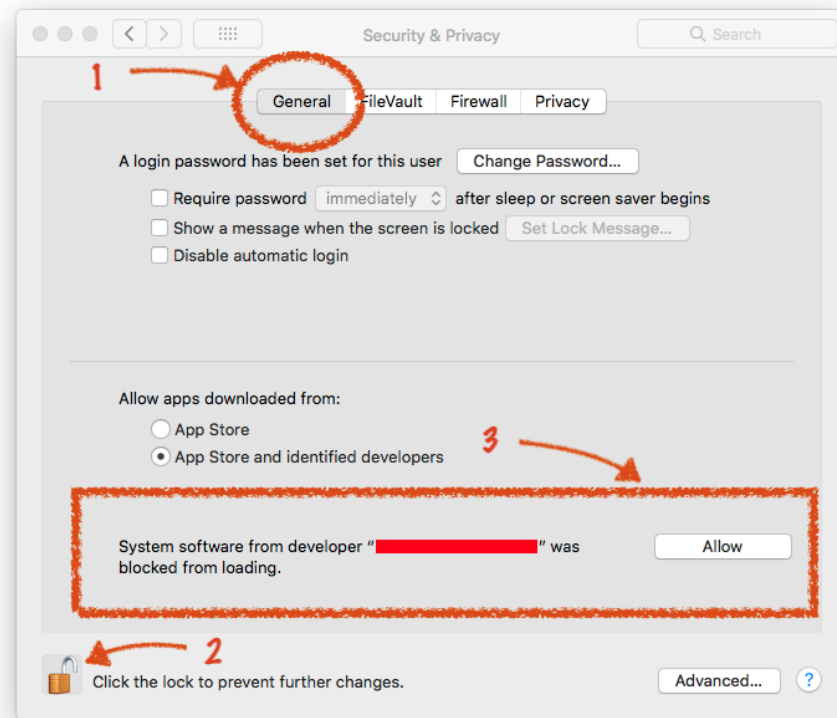 Security & Privacy
Search
1
General FileVault Firewall Privacy
A login password has been set for this user Change Password...
Require password immediately after sleep or screen saver begins
Show a message when the screen is locked Set Lock Message...
Disable automatic login
Allow apps downloaded from:
App Store
3
App Store and identified developers
System software from developer “ ” was
blocked from loading.
Allow
2
Click the lock to prevent further changes.
Advanced...
?